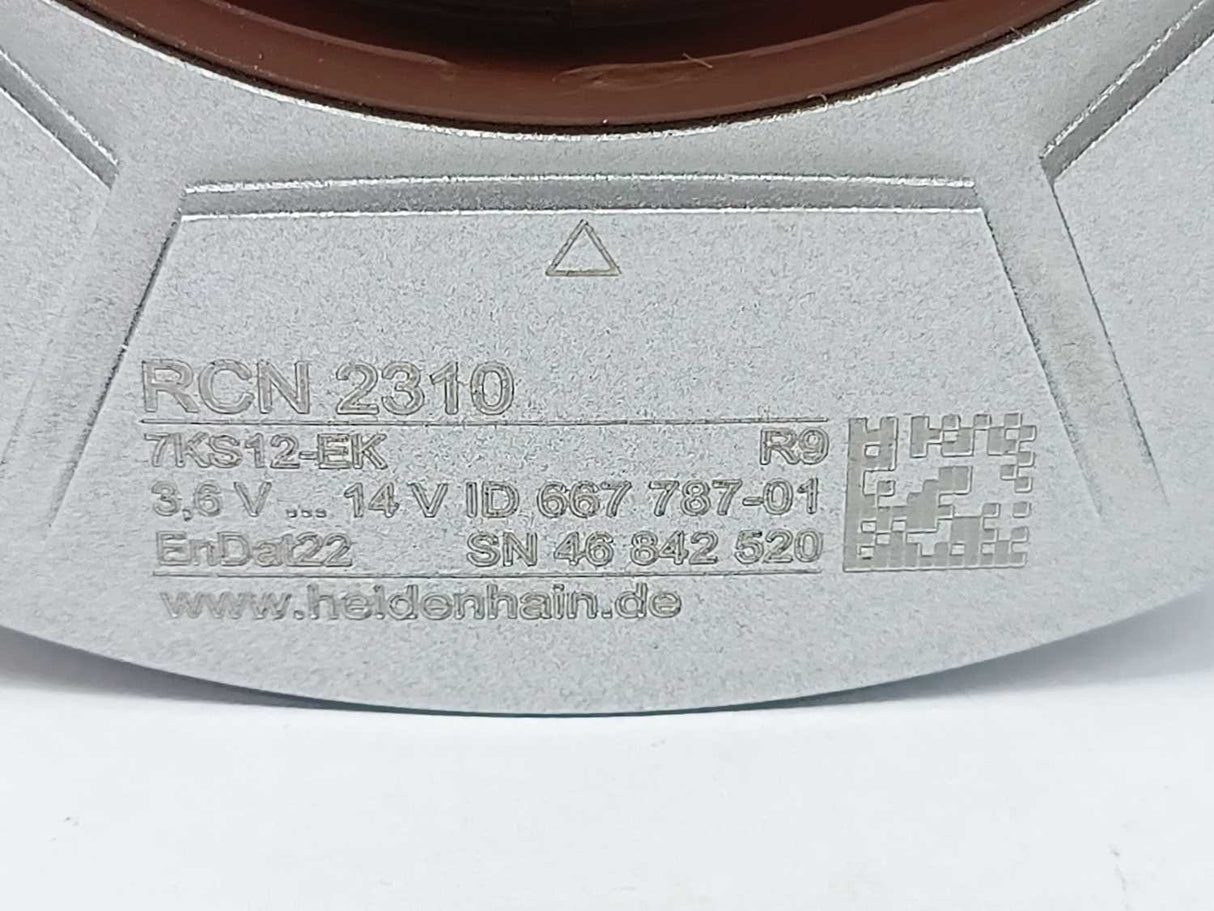 RCN 2310
7KS12-EK R9
3,6 V ... 14 V ID 667 787-01
EnDat22 SN 46 842 520
www.heidenhain.de